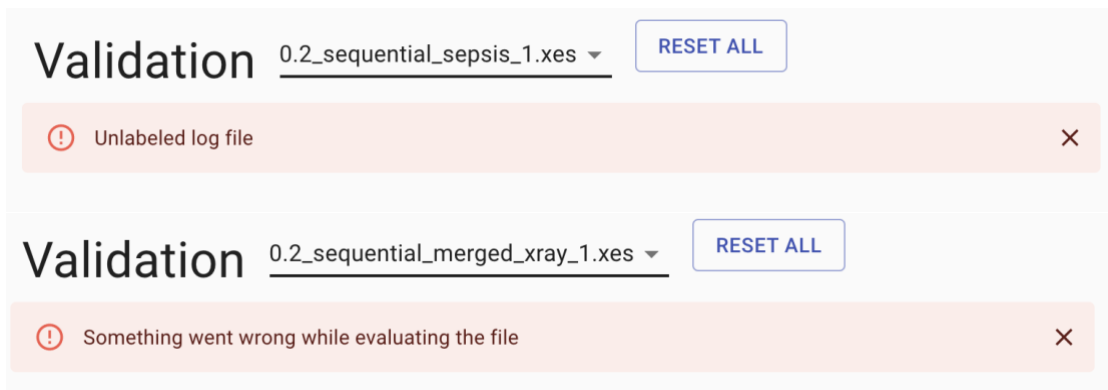 Validation 0.2_sequential_sepsis_1.xes RESET ALL
Unlabeled log file
Validation 0.2_sequential_merged_xray_1.xes RESET ALL
Something went wrong while evaluating the file